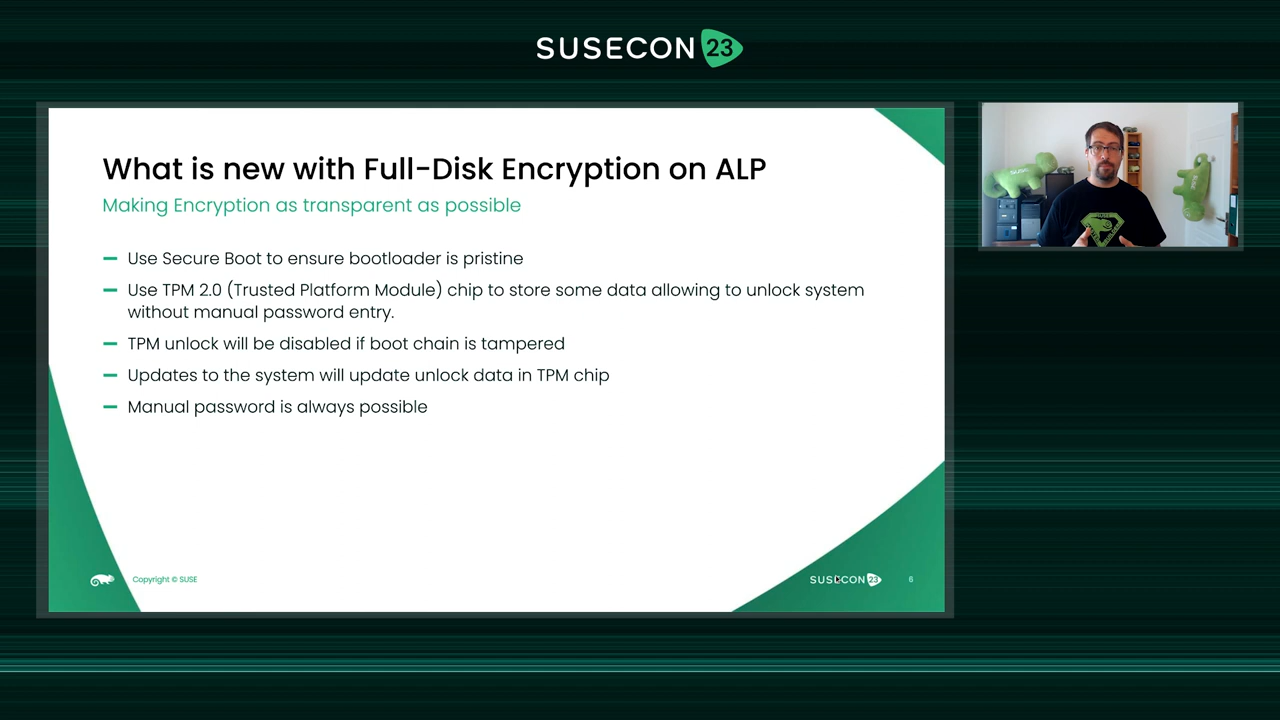 SUSECON 23
What is new with Full-Disk Encryption on ALP
Making Encryption as transparent as possible
Use Secure Boot to ensure bootloader is pristine
Use TPM 2.0 (Trusted Platform Module) chip to store some data allowing to unlock system
without manual password entry.
TPM unlock will be disabled if boot chain is tampered
Updates to the system will update unlock data in TPM chip
Manual password is always possible
Copyright © SUSE
SUSECON 23
6